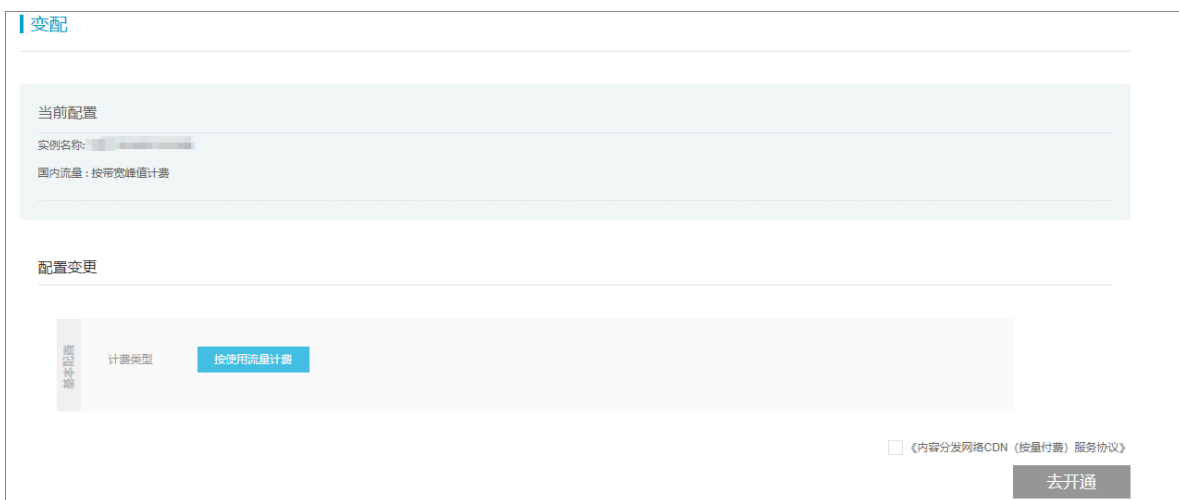 变配
当前配置
实例名称:
国内流量 : 按带宽峰值计费
配置变更
基本配置
计费类型
按使用流量计费
《内容分发网络CDN（按量付费）服务协议》
去开通